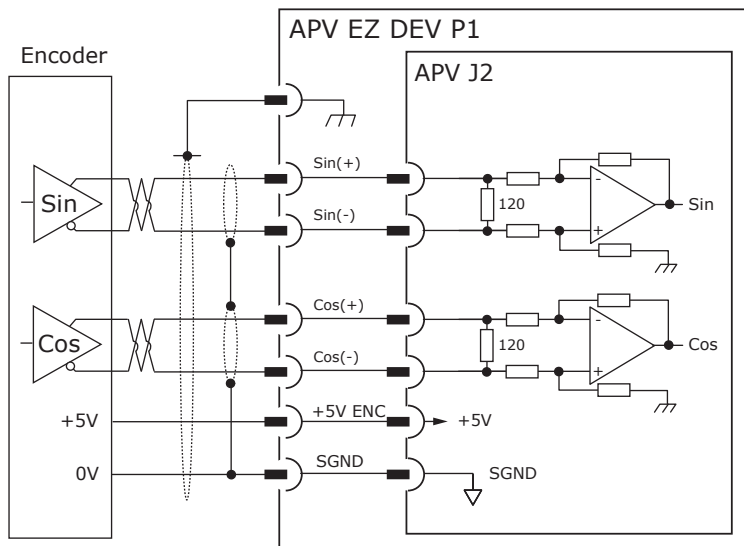 APV EZ DEV P1
Encoder
APV J2
Sin(+)
Sin
120
-
+
Sin
Sin(-)
Cos(+)
Cos
120
-
+
Cos
Cos(-)
+5V
+5V ENC
+5V
0V
SGND
SGND